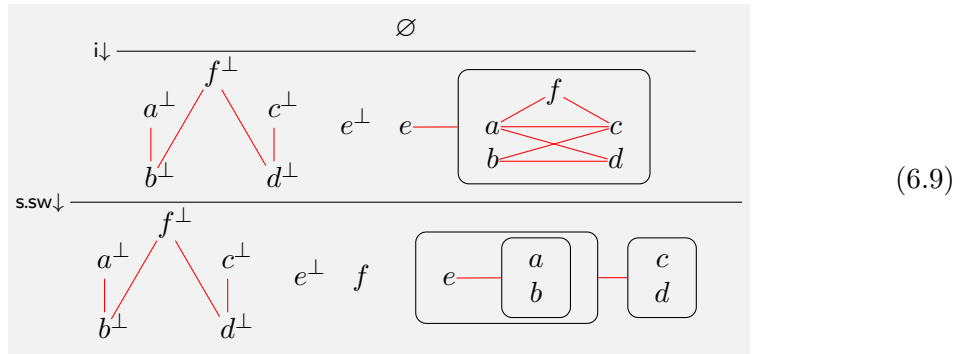 ∅
i↓
f⊥
a⊥ c⊥
e⊥ e f
a c
b d
b⊥ d⊥
(6.9)
s.sw↓
f⊥
a⊥ c⊥
e⊥ f e a b c d
b⊥ d⊥